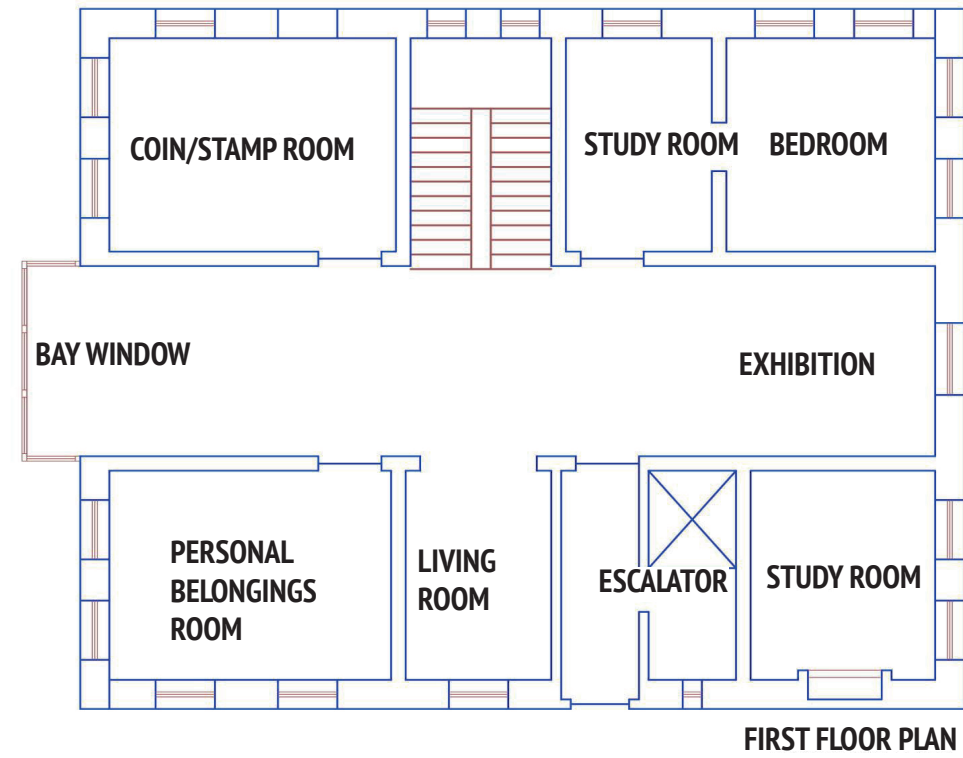 COIN/STAMP ROOM
STUDY ROOM
BEDROOM
BAY WINDOW
EXHIBITION
PERSONAL
BELONGINGS
ROOM
LIVING
ROOM
ESCALATOR
STUDY ROOM
FIRST FLOOR PLAN